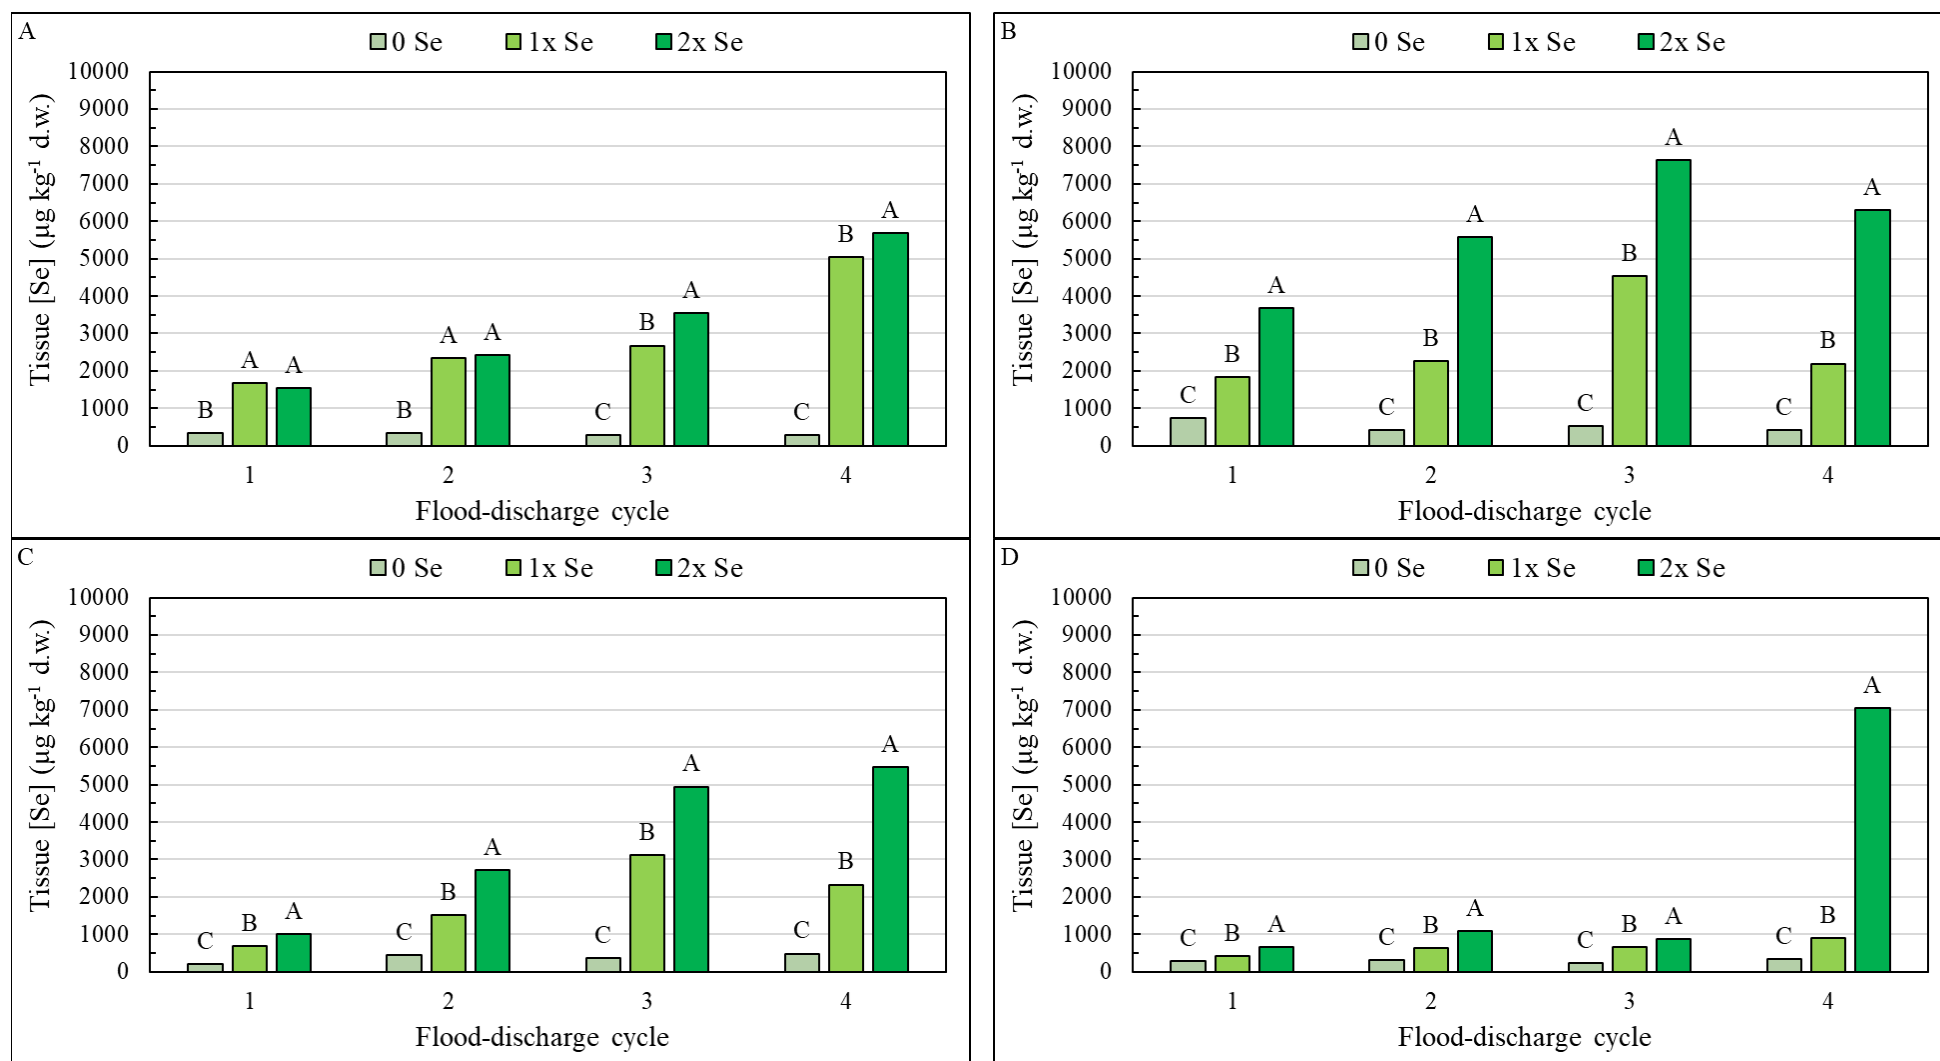 A
0 Se 1x Se 2x Se
10000
9000
8000
7000
6000
5000
4000
3000
2000
1000
0
Tissue [Se] (µg kg⁻¹ d.w.)
B A A
B A A
C B A
C B A
1 2 3 4
Flood-discharge cycle
B
0 Se 1x Se 2x Se
10000
9000
8000
7000
6000
5000
4000
3000
2000
1000
0
Tissue [Se] (µg kg⁻¹ d.w.)
C B A
C B A
C B A
C B A
1 2 3 4
Flood-discharge cycle
C
0 Se 1x Se 2x Se
10000
9000
8000
7000
6000
5000
4000
3000
2000
1000
0
Tissue [Se] (µg kg⁻¹ d.w.)
C B A
C B A
C B A
C B A
1 2 3 4
Flood-discharge cycle
D
0 Se 1x Se 2x Se
10000
9000
8000
7000
6000
5000
4000
3000
2000
1000
0
Tissue [Se] (µg kg⁻¹ d.w.)
C B A
C B A
C B A
C B A
1 2 3 4
Flood-discharge cycle